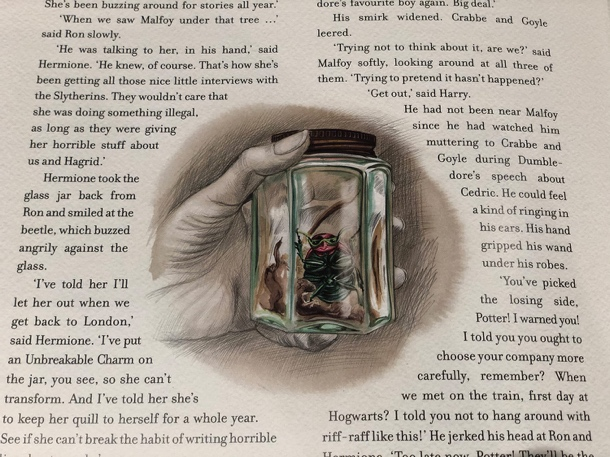 She's been buzzing around for stories all year.'
'When we saw Malfoy under that tree …'
said Ron slowly.
'He was talking to her, in his hand,' said
Hermione. 'He knew, of course. That's how she's
been getting all those nice little interviews with
the Slytherins. They wouldn't care that
she was doing something illegal,
as long as they were giving
her horrible stuff about
us and Hagrid.'
Hermione took the
glass jar back from
Ron and smiled at the
beetle, which buzzed
angrily against the
glass.
'I've told her I'll
let her out when we
get back to London,'
said Hermione. 'I've put
an Unbreakable Charm on
the jar, you see, so she can't
transform. And I've told her she's
to keep her quill to herself for a whole year.
See if she can't break the habit of writing horrible
dore's favourite boy again. Big deal.'
His smirk widened. Crabbe and Goyle
leered.
'Trying not to think about it, are we?' said
Malfoy softly, looking around at all three of
them. 'Trying to pretend it hasn't happened?'
'Get out,' said Harry.
He had not been near Malfoy
since he had watched him
muttering to Crabbe and
Goyle during Dumble-
dore's speech about
Cedric. He could feel
a kind of ringing in
his ears. His hand
gripped his wand
under his robes.
'You've picked
the losing side,
Potter! I warned you!
I told you you ought to
choose your company more
carefully, remember? When
we met on the train, first day at
Hogwarts? I told you not to hang around with
riff-raff like this!' He jerked his head at Ron and
Hermione. 'Too late now, Potter! They'll be the